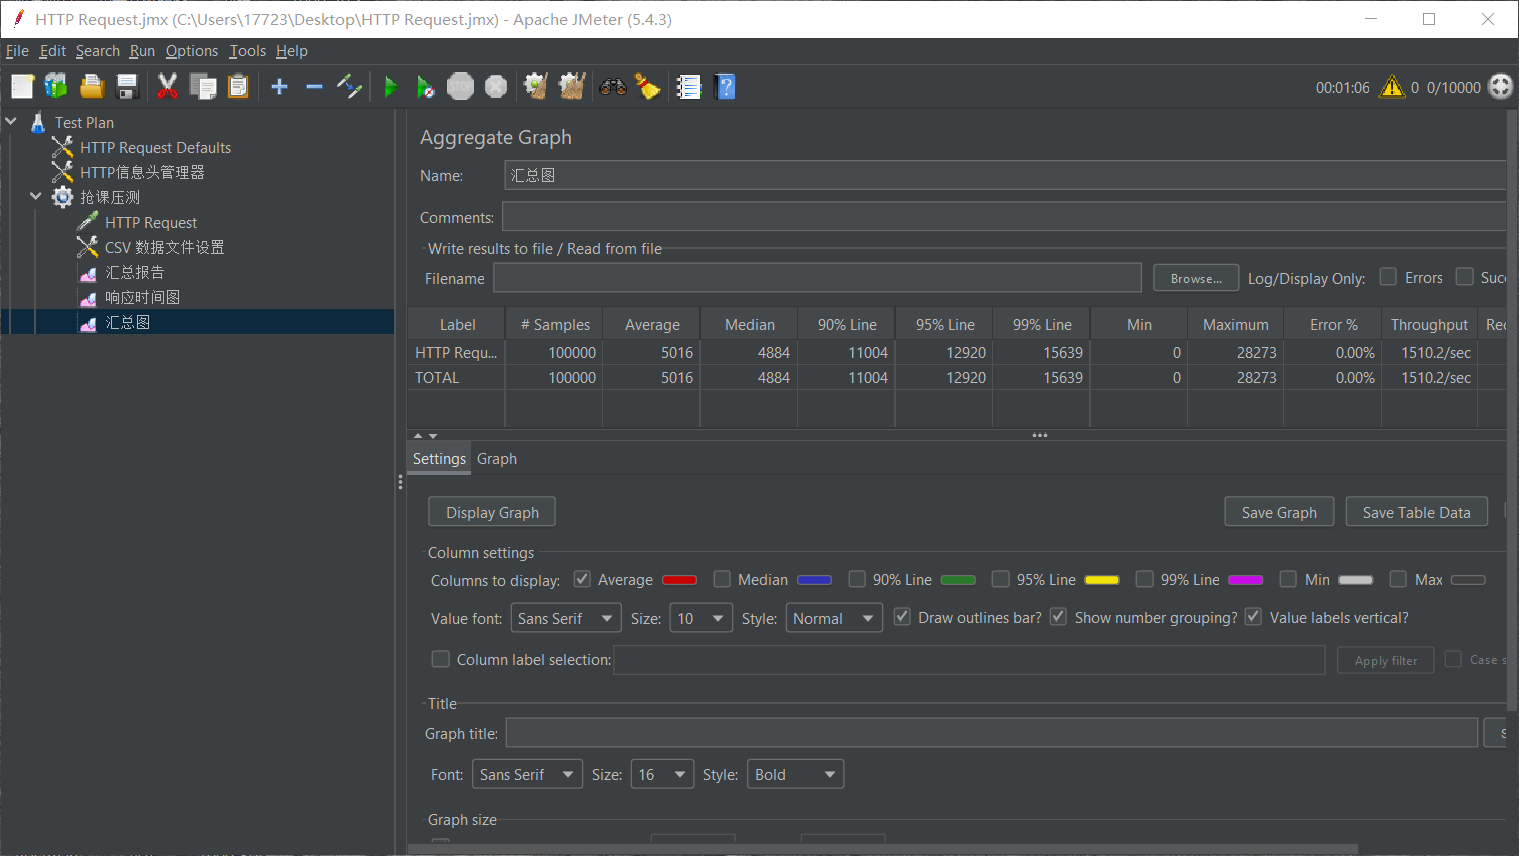 HTTP Request.jmx (C:\Users\17723\Desktop\HTTP Request.jmx) - Apache JMeter (5.4.3)
File Edit Search Run Options Tools Help
00:01:06 0 0/10000
Test Plan
HTTP Request Defaults
HTTP信息头管理器
抢课压测
HTTP Request
CSV 数据文件设置
汇总报告
响应时间图
汇总图
Aggregate Graph
Name: 汇总图
Comments:
Write results to file / Read from file
Filename Browse... Log/Display Only: Errors Suc
Label # Samples Average Median 90% Line 95% Line 99% Line Min Maximum Error % Throughput Rec
HTTP Requ... 100000 5016 4884 11004 12920 15639 0 28273 0.00% 1510.2/sec
TOTAL 100000 5016 4884 11004 12920 15639 0 28273 0.00% 1510.2/sec
Settings Graph
Display Graph Save Graph Save Table Data
Column settings
Columns to display: Average Median 90% Line 95% Line 99% Line Min Max
Value font: Sans Serif Size: 10 Style: Normal Draw outlines bar? Show number grouping? Value labels vertical?
Column label selection: Apply filter Case s
Title
Graph title: S
Font: Sans Serif Size: 16 Style: Bold
Graph size